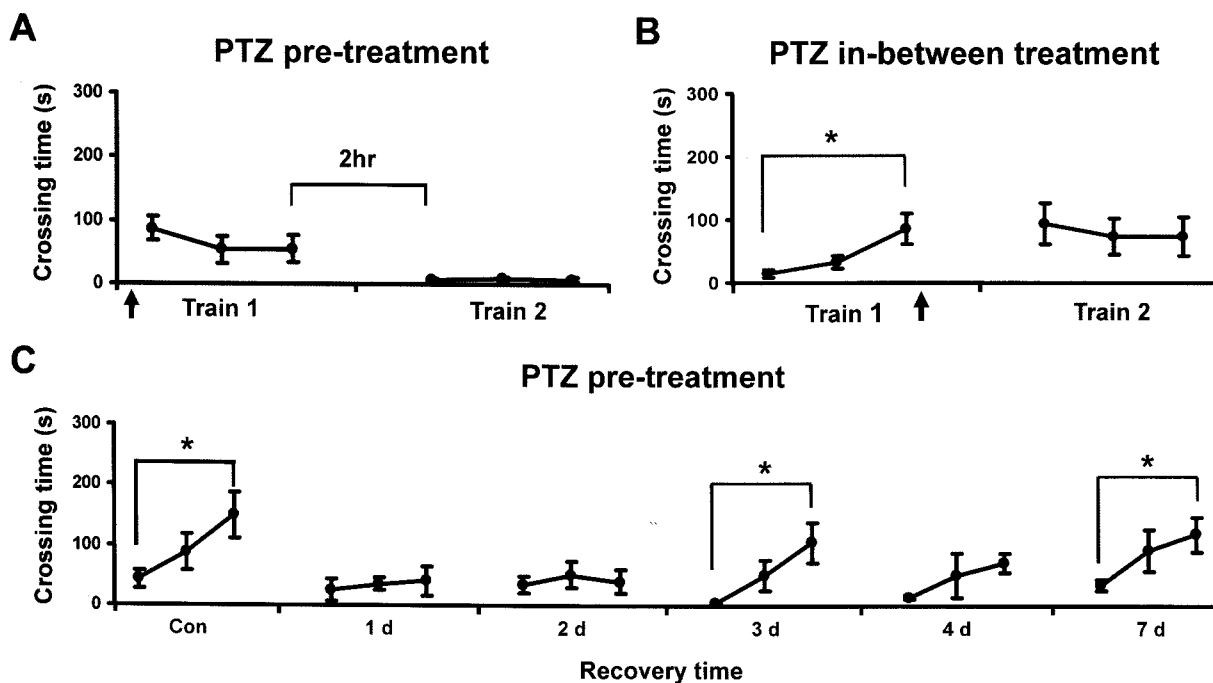 A
PTZ pre-treatment
Crossing time (s)
300
200
100
0
2hr
Train 1
Train 2
B
PTZ in-between treatment
Crossing time (s)
300
200
100
0
*
Train 1
Train 2
C
PTZ pre-treatment
Crossing time (s)
300
200
100
0
*
*
*
Con
1 d
2 d
3 d
4 d
7 d
Recovery time